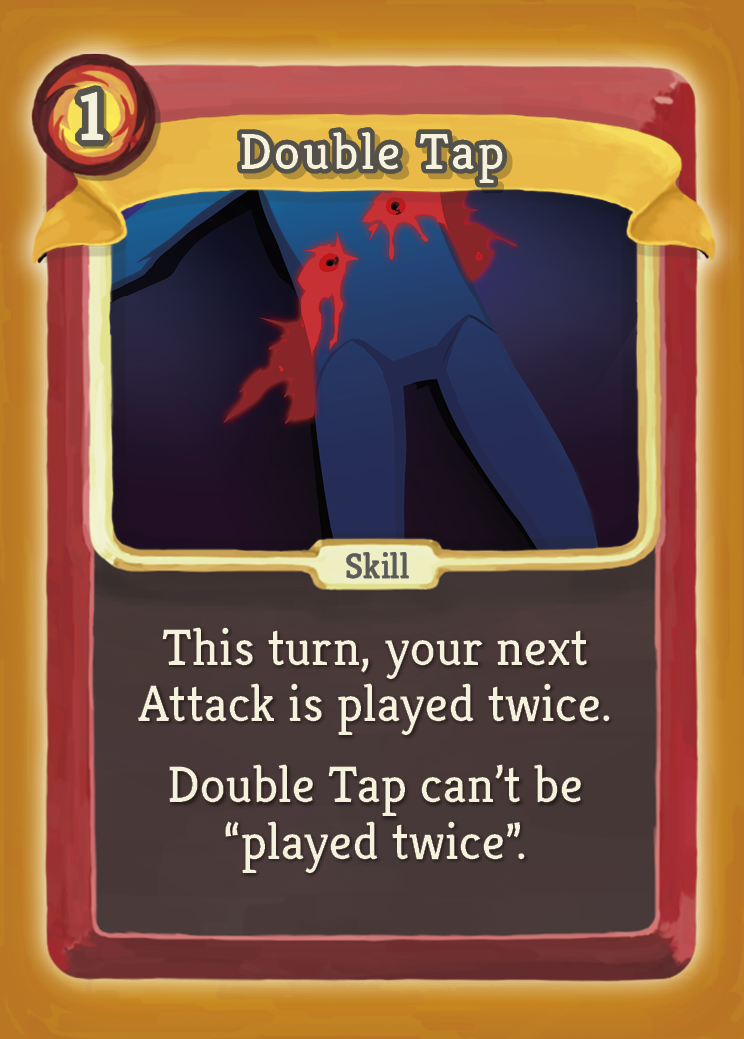 1
Double Tap
Skill
This turn, your next
Attack is played twice.
Double Tap can’t be
“played twice”.